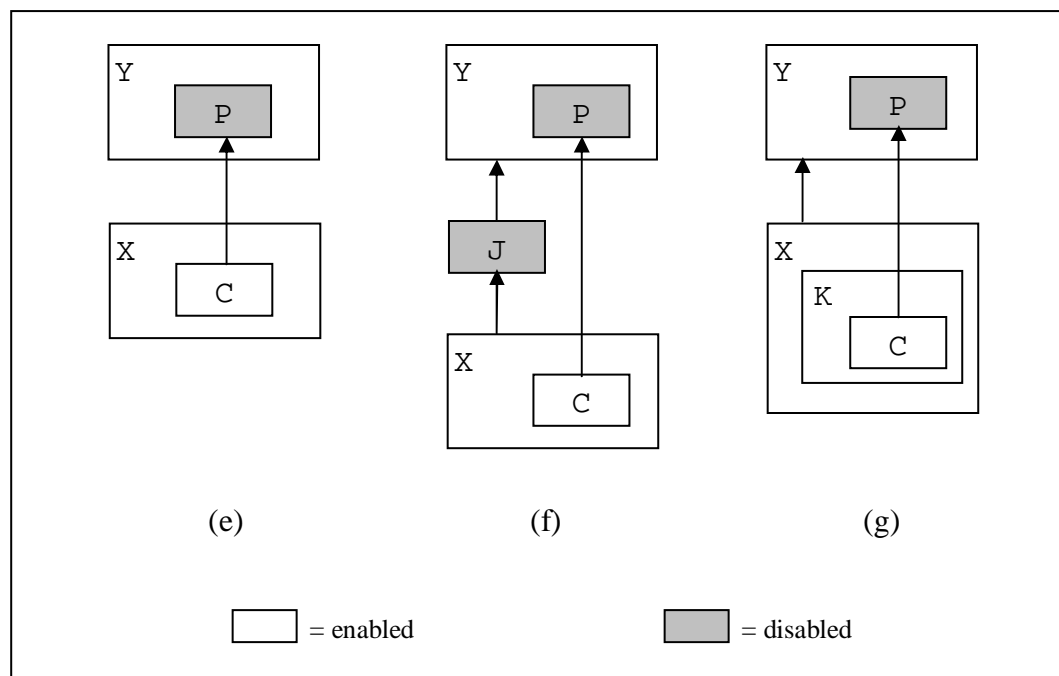 Y
P
X
C
(e)
Y
P
J
X
C
(f)
Y
P
X
K
C
(g)
= enabled
= disabled